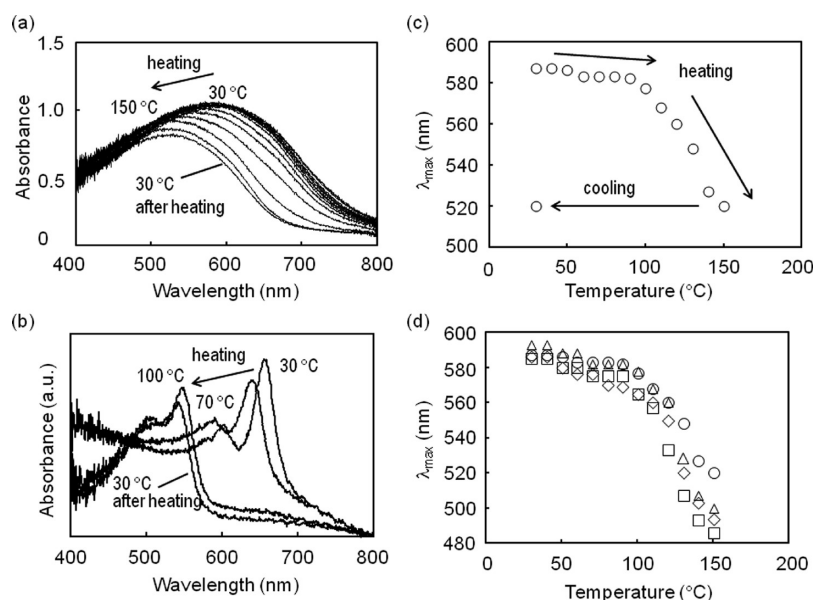 (a)
1.5
1.0
0.5
0
Absorbance
heating
150 °C
30 °C
30 °C
after heating
400 500 600 700 800
Wavelength (nm)
(c)
600
580
560
540
520
500
λmax (nm)
heating
cooling
0 50 100 150 200
Temperature (°C)
(b)
Absorbance (a.u.)
heating
100 °C
70 °C
30 °C
30 °C
after heating
400 500 600 700 800
Wavelength (nm)
(d)
600
580
560
540
520
500
480
λmax (nm)
0 50 100 150 200
Temperature (°C)